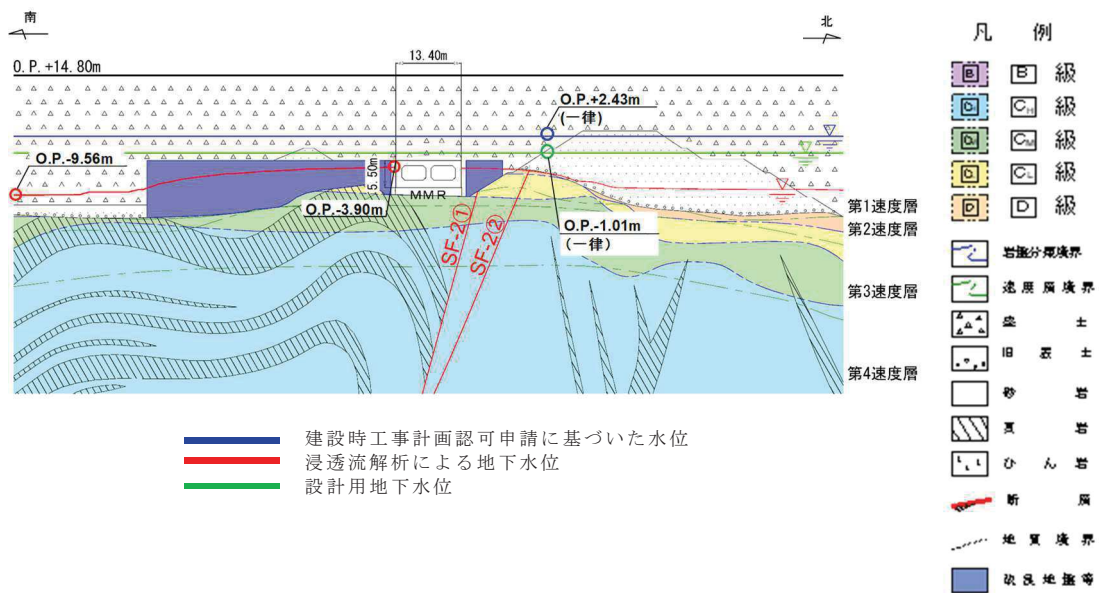 南
北
O.P.+14.80m
13.40m
O.P.+2.43m
(一律)
O.P.-9.56m
5.50m
MMR
O.P.-3.90m
SF-2①
SF-2②
O.P.-1.01m
(一律)
第1速度層
第2速度層
第3速度層
第4速度層
建設時工事計画認可申請に基づいた水位
浸透流解析による地下水位
設計用地下水位
凡 例
B B 級
C CH 級
C CM 級
C CL 級
D D 級
岩盤分類境界
速度層境界
盛 土
旧 表 土
砂 岩
頁 岩
ひ ん 岩
断 層
地 質 境 界
改良地盤等